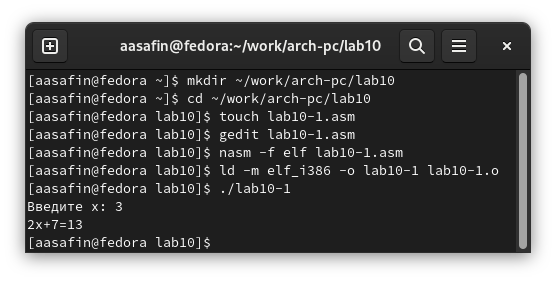 aasafin@fedora:~/work/arch-pc/lab10
[aasafin@fedora ~]$ mkdir ~/work/arch-pc/lab10
[aasafin@fedora ~]$ cd ~/work/arch-pc/lab10
[aasafin@fedora lab10]$ touch lab10-1.asm
[aasafin@fedora lab10]$ gedit lab10-1.asm
[aasafin@fedora lab10]$ nasm -f elf lab10-1.asm
[aasafin@fedora lab10]$ ld -m elf_i386 -o lab10-1 lab10-1.o
[aasafin@fedora lab10]$ ./lab10-1
Введите x: 3
2x+7=13
[aasafin@fedora lab10]$